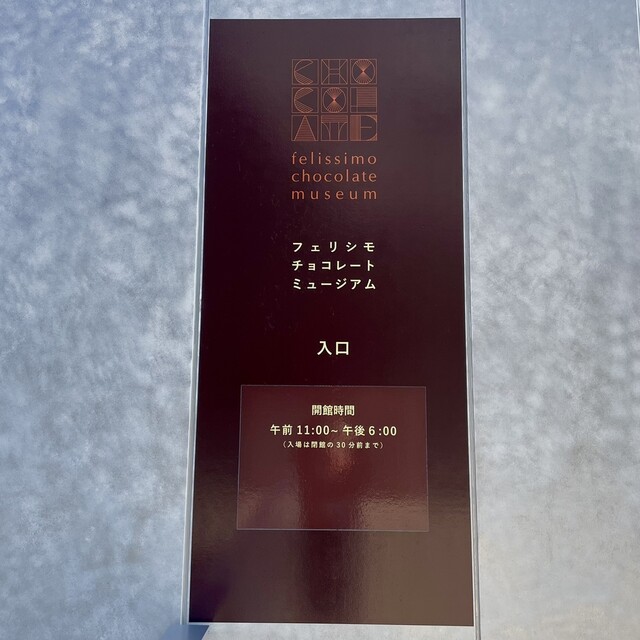 CHO
COL
ATE
felissimo
chocolate
museum
フェリシモ
チョコレート
ミュージアム
入口
開館時間
午前 11:00~ 午後 6:00
（入場は閉館の 30 分前まで）